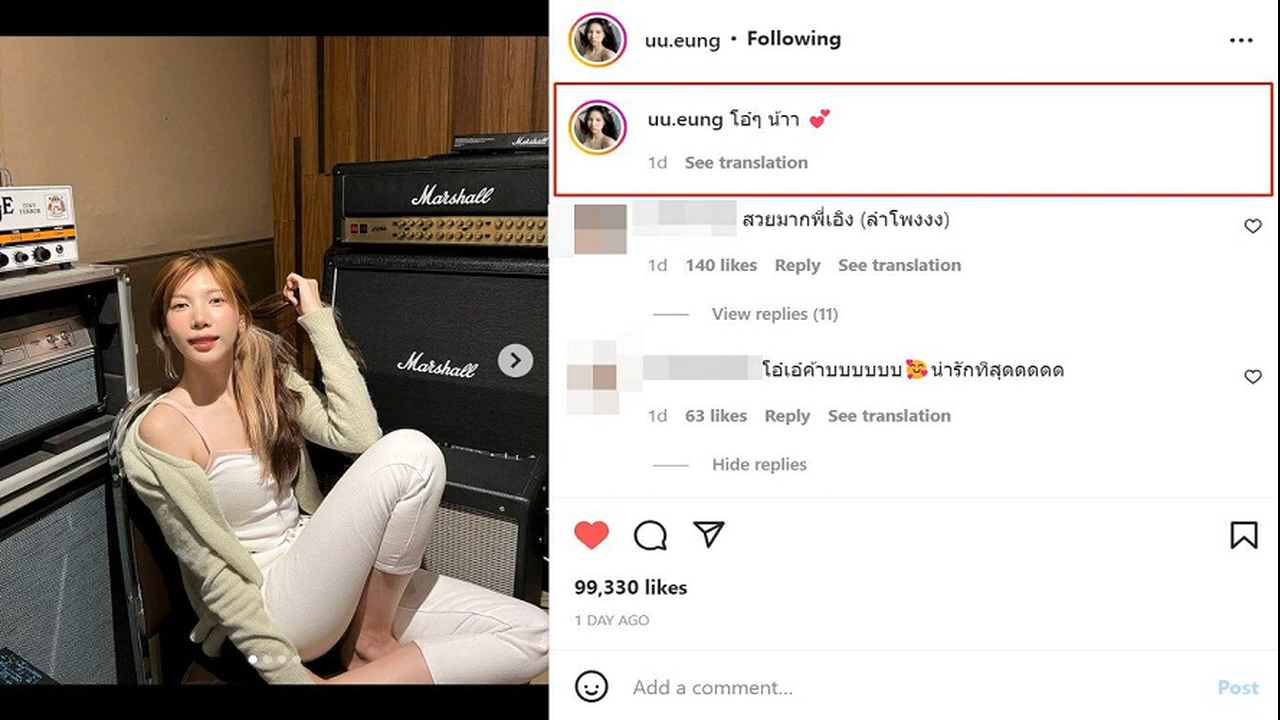 uu.eung • Following
uu.eung โอ๋ๆ น้าา 💕
1d See translation
สวยมากพี่เอิง (ลำโพงงง)
1d 140 likes Reply See translation
View replies (11)
โอ๋เอ๋ค้าบบบบบบ🥰น่ารักทิสุดดดดด
1d 63 likes Reply See translation
Hide replies
99,330 likes
1 DAY AGO
Add a comment... Post
Marshall
Marshall
Marshall
TINY
TERROR